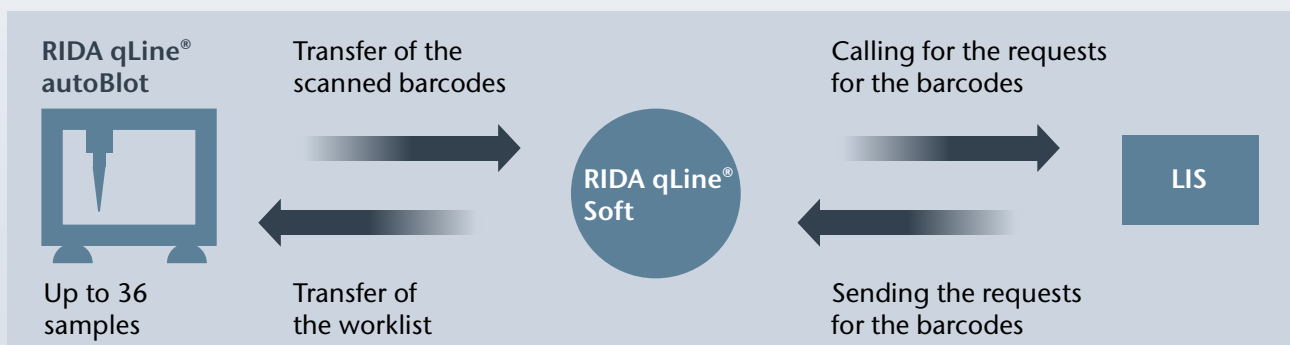 RIDA qLine®
autoBlot
Up to 36
samples
Transfer of the
scanned barcodes
Transfer of
the worklist
RIDA qLine®
Soft
Calling for the requests
for the barcodes
Sending the requests
for the barcodes
LIS